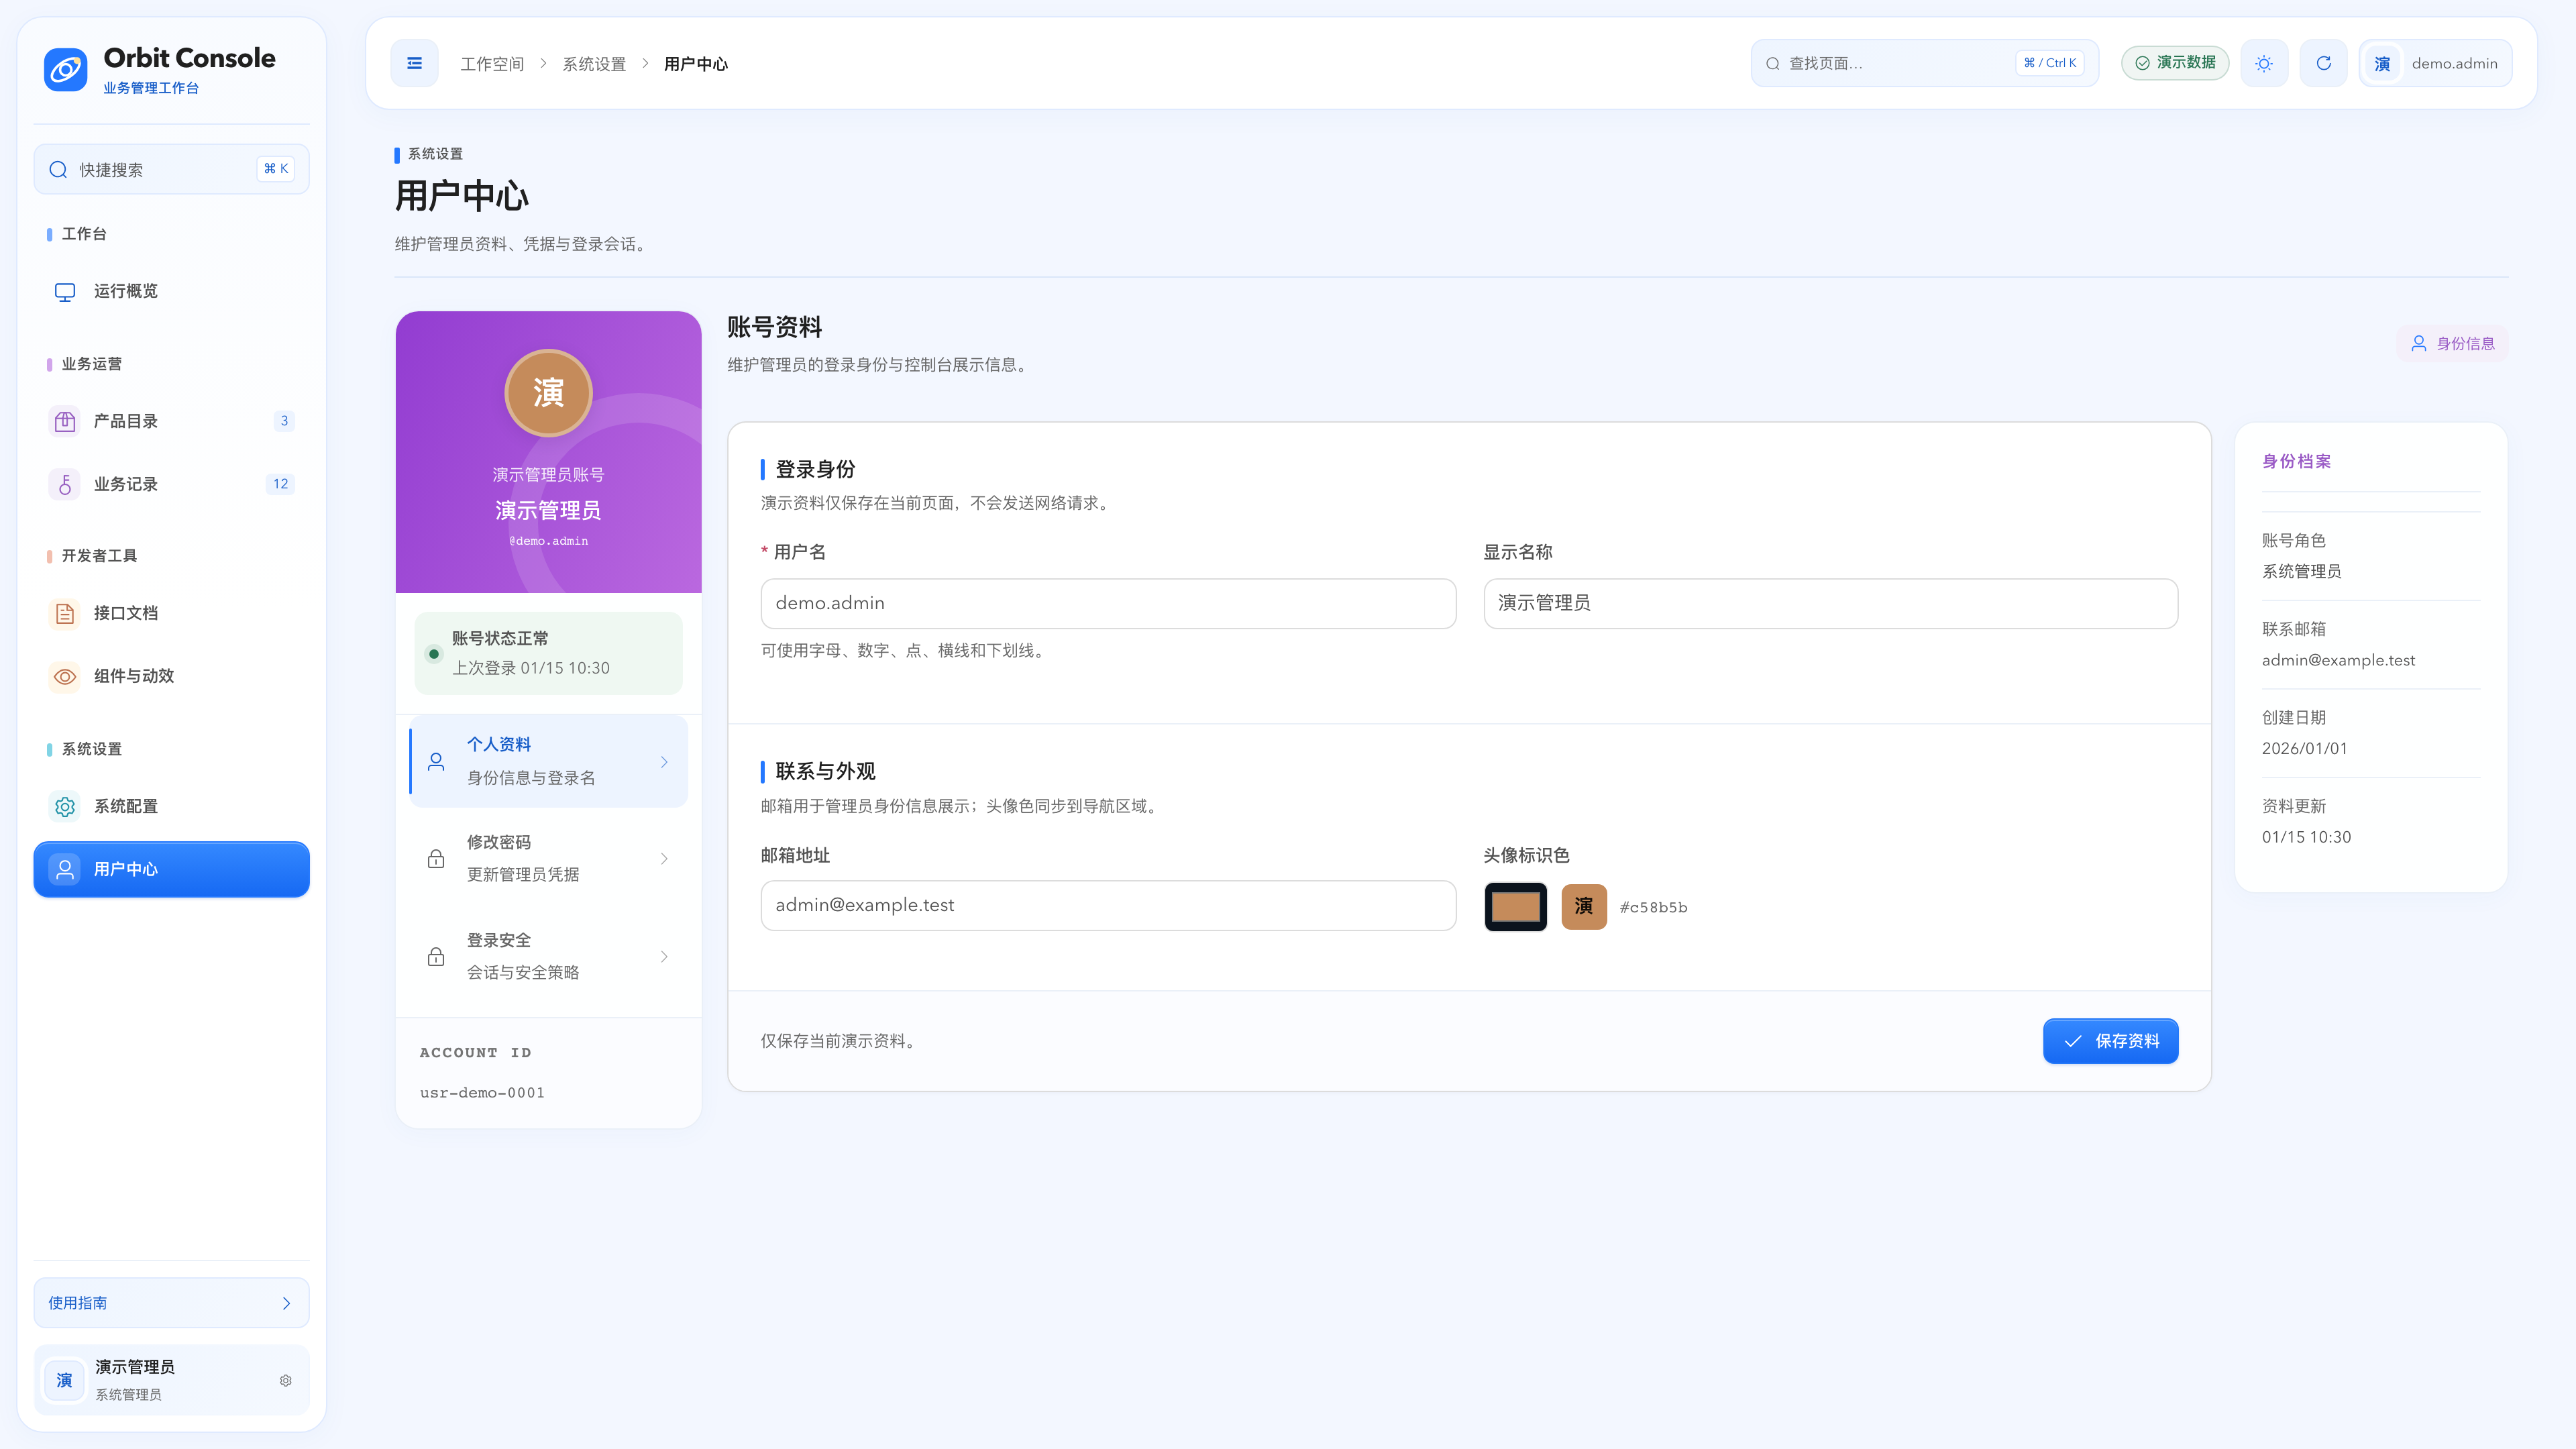 Orbit Console
业务管理工作台
快捷搜索
⌘ K
工作台
运行概览
业务运营
产品目录
3
业务记录
12
开发者工具
接口文档
组件与动效
系统设置
系统配置
用户中心
使用指南
演
演示管理员
系统管理员
工作空间 > 系统设置 > 用户中心
查找页面...
⌘ / Ctrl K
演示数据
演
demo.admin
系统设置
用户中心
维护管理员资料、凭据与登录会话。
演
演示管理员账号
演示管理员
@demo.admin
账号状态正常
上次登录 01/15 10:30
个人资料
身份信息与登录名
修改密码
更新管理员凭据
登录安全
会话与安全策略
ACCOUNT ID
usr-demo-0001
账号资料
维护管理员的登录身份与控制台展示信息。
身份信息
登录身份
演示资料仅保存在当前页面，不会发送网络请求。
* 用户名
demo.admin
可使用字母、数字、点、横线和下划线。
显示名称
演示管理员
联系与外观
邮箱用于管理员身份信息展示；头像色同步到导航区域。
邮箱地址
admin@example.test
头像标识色
演
#c58b5b
仅保存当前演示资料。
保存资料
身份档案
账号角色
系统管理员
联系邮箱
admin@example.test
创建日期
2026/01/01
资料更新
01/15 10:30